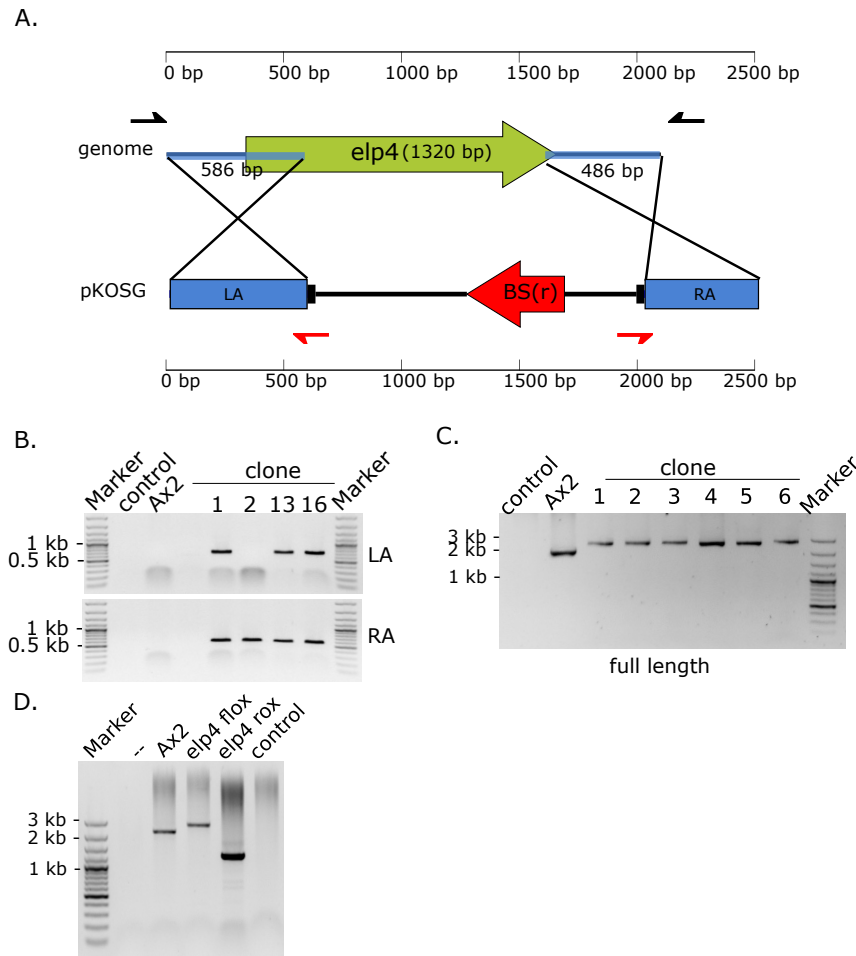 A.
0 bp 500 bp 1000 bp 1500 bp 2000 bp 2500 bp
genome
elp4 (1320 bp)
586 bp
486 bp
pKOSG
LA
BS(r)
RA
0 bp 500 bp 1000 bp 1500 bp 2000 bp 2500 bp
B.
Marker control Ax2 clone Marker
1 2 13 16
1 kb
0.5 kb
LA
1 kb
0.5 kb
RA
C.
control Ax2 clone Marker
1 2 3 4 5 6
3 kb -
2 kb -
1 kb -
full length
D.
Marker -- Ax2 elp4 flox elp4 rox control
3 kb -
2 kb -
1 kb -